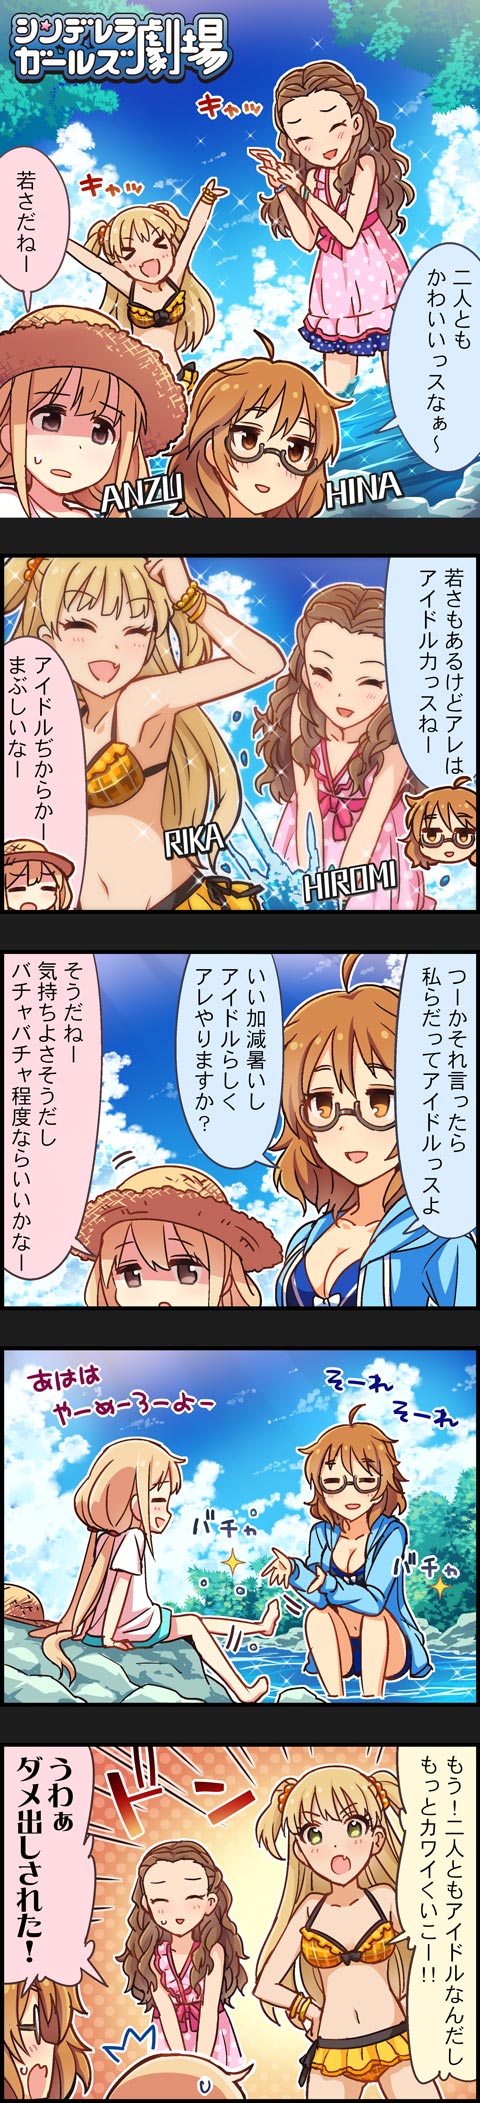 シンデレラ
ガールズ劇場
キャッ
キャッ
二人とも
かわいいっスなぁ～
若さだねー
ANZU
HINA
若さもあるけどアレは
アイドル力っスねー
アイドルぢからかー
まぶしいなー
RIKA
HIROMI
つーかそれ言ったら
私らだってアイドルっスよ
いい加減暑いし
アイドルらしく
アレやりますか？
そうだねー
気持ちよさそうだし
バチャバチャ程度ならいいかなー
そーれ
そーれ
あはは
やーめーろーよー
バチャ
バチャ
もう！二人ともアイドルなんだし
もっとカワイくいこー!!
ドン
うわぁ
ダメ出しされた！